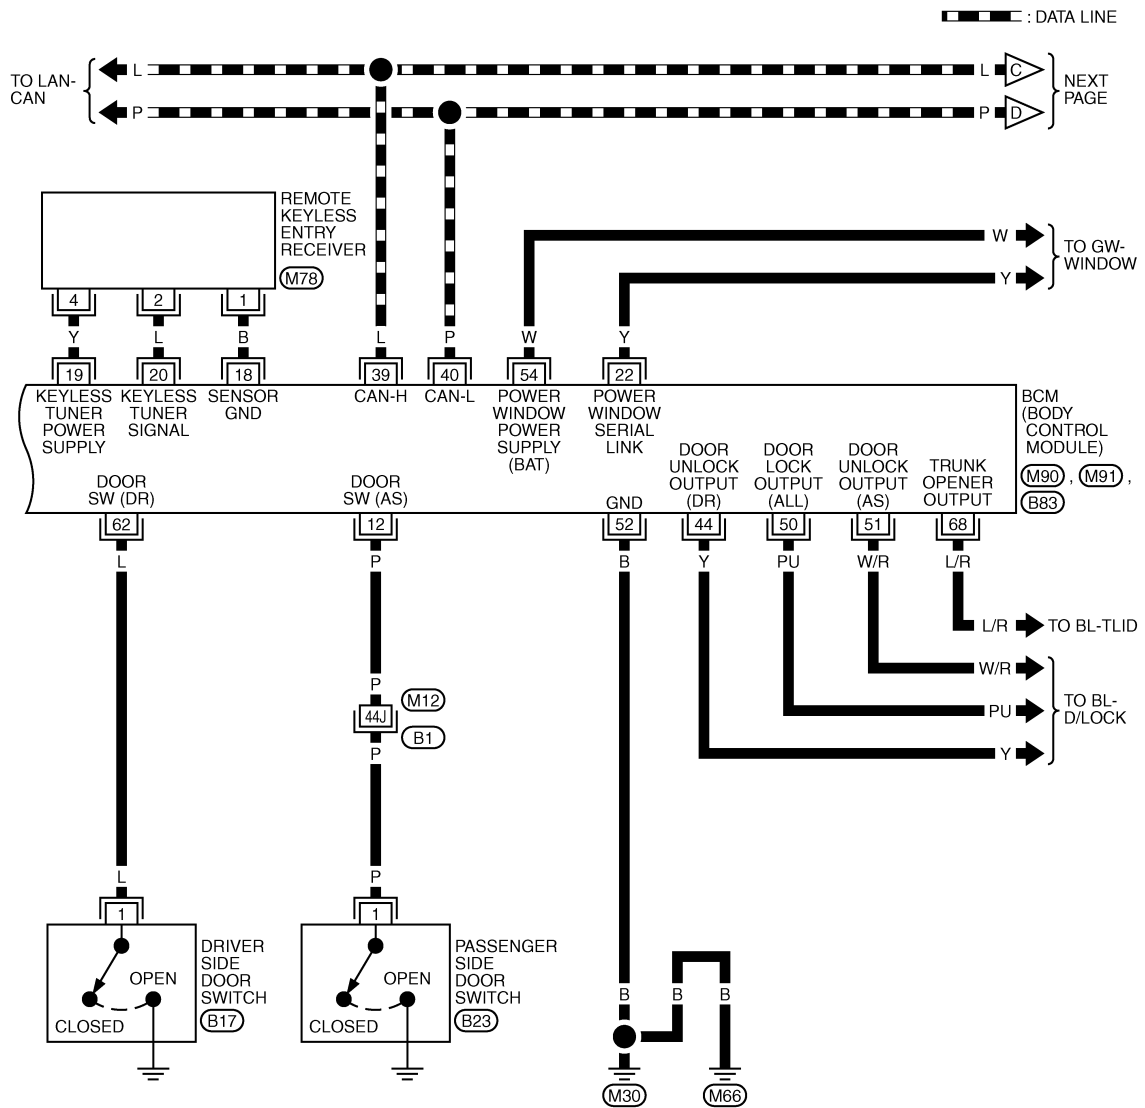 : DATA LINE
TO LAN-
CAN
L
L
C
P
P
D
NEXT
PAGE
REMOTE
KEYLESS
ENTRY
RECEIVER
M78
W
Y
TO GW-
WINDOW
4
2
1
Y
L
B
L
P
W
Y
19
20
18
39
40
54
22
KEYLESS
TUNER
POWER
SUPPLY
KEYLESS
TUNER
SIGNAL
SENSOR
GND
CAN-H
CAN-L
POWER
WINDOW
POWER
SUPPLY
(BAT)
POWER
WINDOW
SERIAL
LINK
BCM
(BODY
CONTROL
MODULE)
M90 , M91 ,
B83
DOOR
SW (DR)
DOOR
SW (AS)
GND
DOOR
UNLOCK
OUTPUT
(DR)
DOOR
LOCK
OUTPUT
(ALL)
DOOR
UNLOCK
OUTPUT
(AS)
TRUNK
OPENER
OUTPUT
62
12
52
44
50
51
68
L
P
B
Y
PU
W/R
L/R
L/R
TO BL-TLID
W/R
PU
Y
TO BL-
D/LOCK
P
44J
M12
B1
P
L
P
1
1
DRIVER
SIDE
DOOR
SWITCH
B17
OPEN
CLOSED
PASSENGER
SIDE
DOOR
SWITCH
B23
OPEN
CLOSED
B
B
B
M30
M66